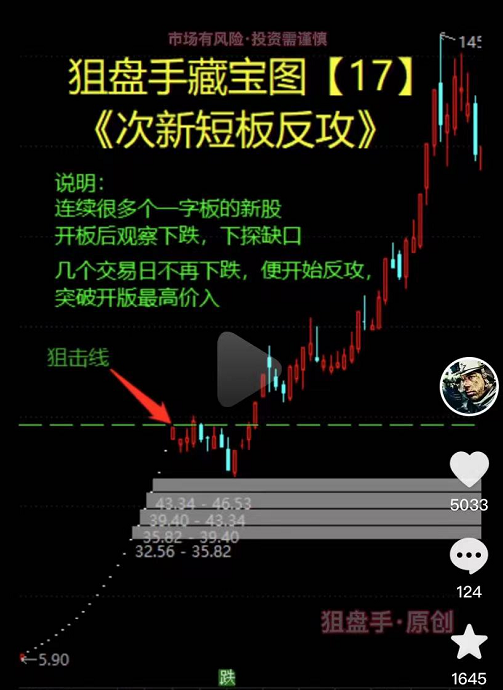 市场有风险·投资需谨慎
145
狙盘手藏宝图【17】
《次新短板反攻》
说明：
连续很多个一字板的新股
开板后观察下跌，下探缺口
几个交易日不再下跌，便开始反攻，
突破开版最高价入
狙击线
43.34 - 46.53
39.40 - 43.34
35.82 - 39.40
32.56 - 35.82
5033
124
狙盘手·原创
←5.90
跌
1645